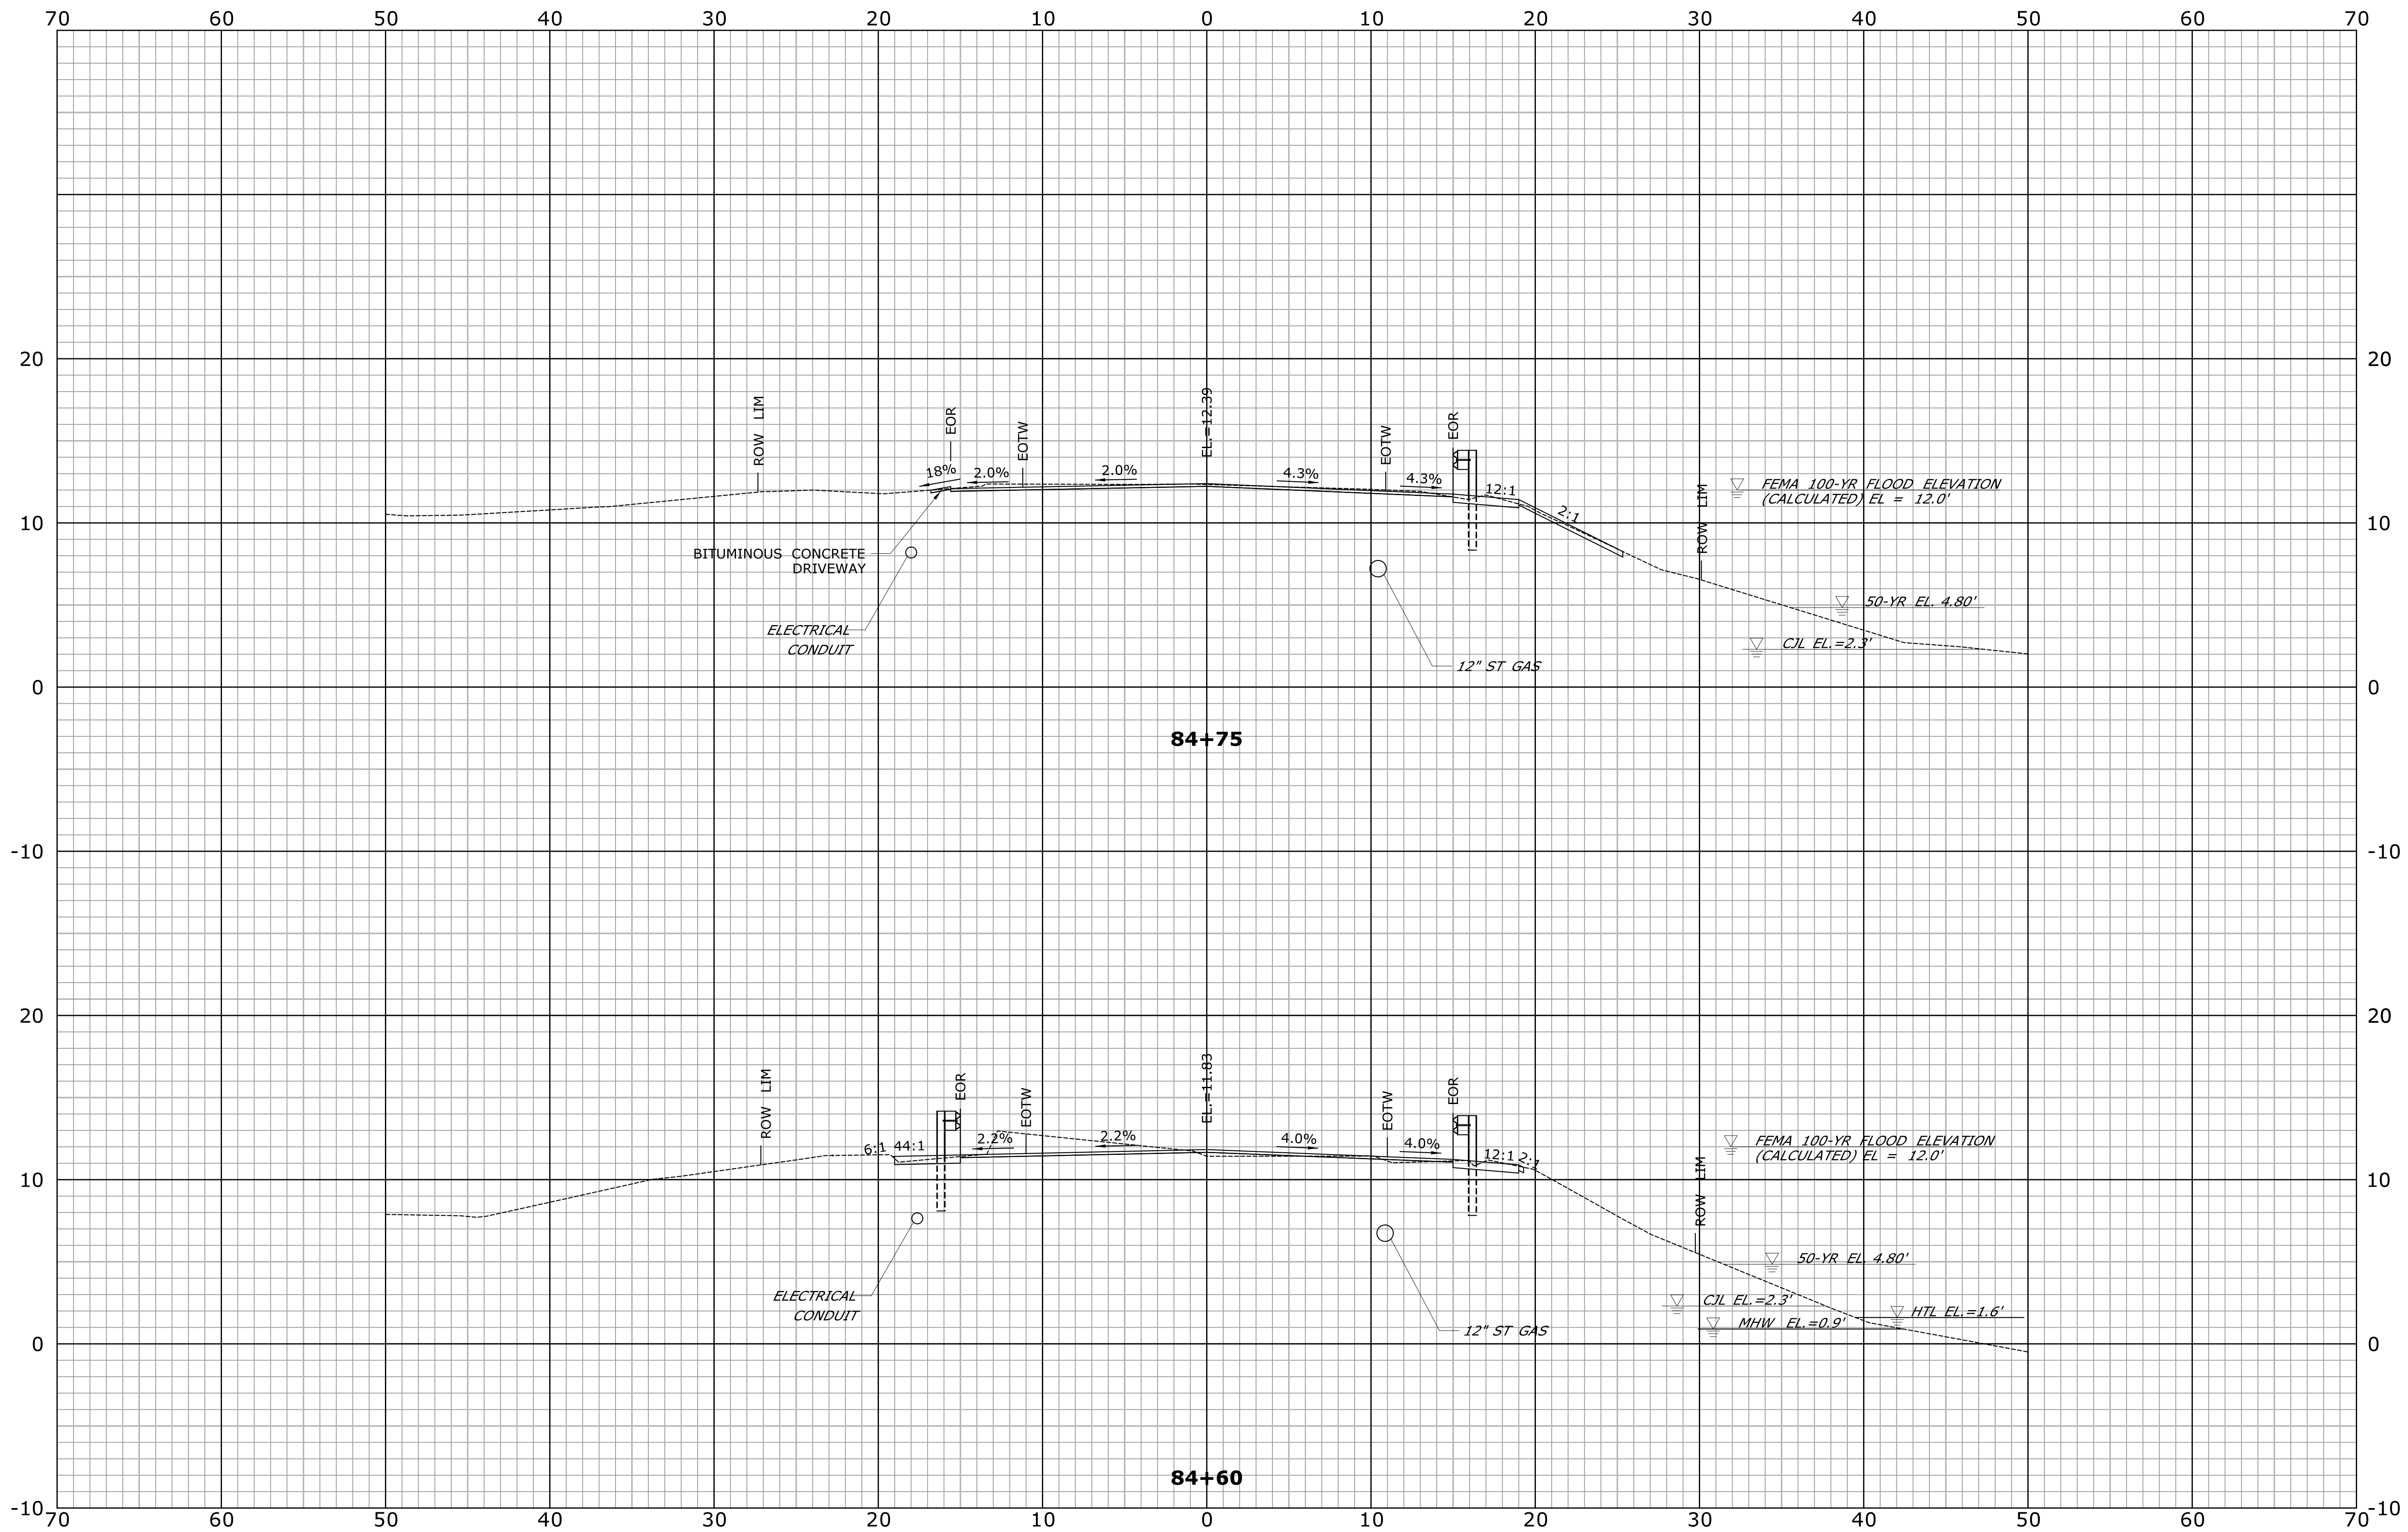 70 60 50 40 30 20 10 0 10 20 30 40 50 60 70
20 20
ROW LIM
EOR
EOTW
EL.=12.39
EOTW
EOR
18%
2.0%
2.0%
4.3%
4.3%
12:1
2:1
ROW LIM
FEMA 100-YR FLOOD ELEVATION
(CALCULATED) EL = 12.0'
10 10
BITUMINOUS CONCRETE
DRIVEWAY
ELECTRICAL
CONDUIT
12" ST GAS
50-YR EL. 4.80'
CJL EL.=2.3'
0 0
84+75
-10 -10
20 20
ROW LIM
EOR
EOTW
EL.=11.83
EOTW
EOR
6:1
44:1
2.2%
2.2%
4.0%
4.0%
12:1
2:1
ROW LIM
FEMA 100-YR FLOOD ELEVATION
(CALCULATED) EL = 12.0'
10 10
ELECTRICAL
CONDUIT
12" ST GAS
50-YR EL. 4.80'
CJL EL.=2.3'
HTL EL.=1.6'
MHW EL.=0.9'
0 0
84+60
-10 -10
70 60 50 40 30 20 10 0 10 20 30 40 50 60 70